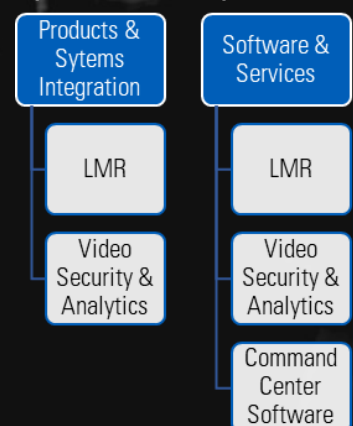 Products &
Sytems
Integration
LMR
Video
Security &
Analytics
Software &
Services
LMR
Video
Security &
Analytics
Command
Center
Software